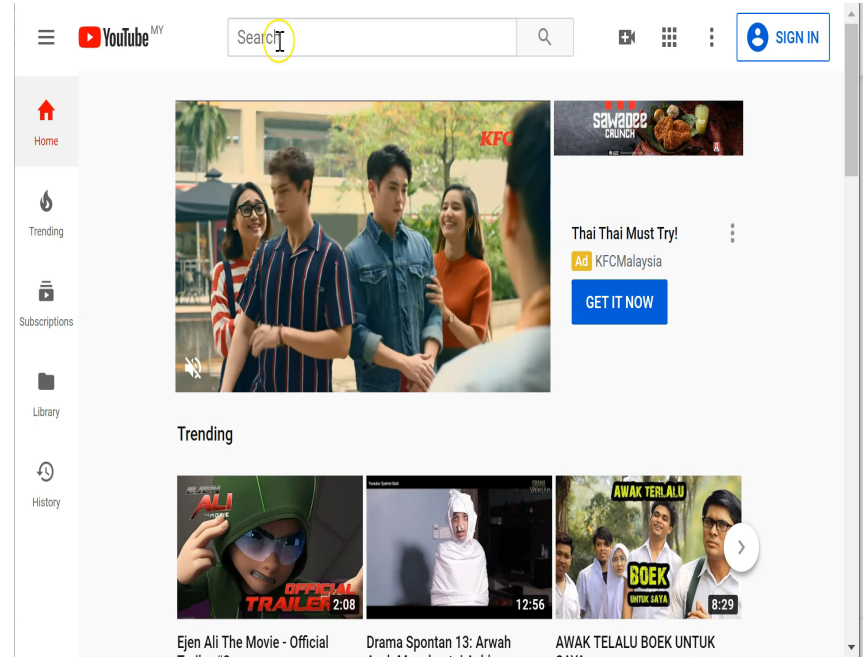 YouTube MY
Search
SIGN IN
Home
Trending
Subscriptions
Library
History
KFC
SAWADEE
CRUNCH
Thai Thai Must Try!
Ad KFCMalaysia
GET IT NOW
Trending
ALI
THE MOVIE
OFFICIAL
TRAILER
2:08
12:56
AWAK TERLALU
BOEK
UNTUK SAYA
8:29
Ejen Ali The Movie - Official
Drama Spontan 13: Arwah
AWAK TELALU BOEK UNTUK